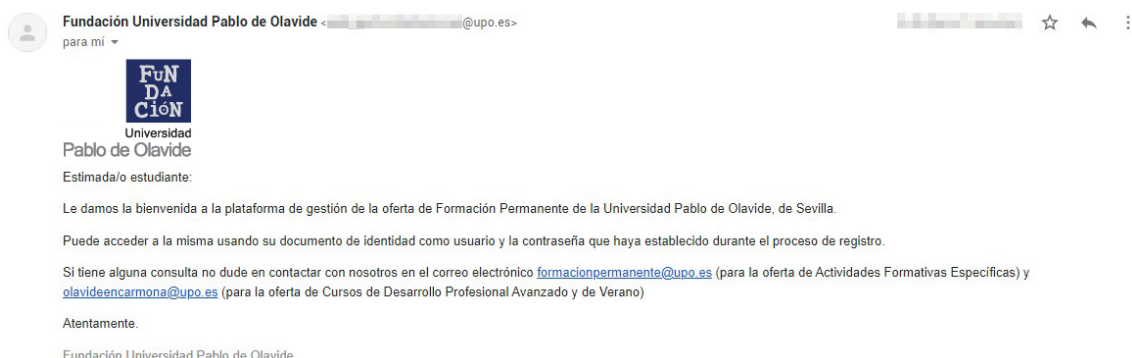 Fundación Universidad Pablo de Olavide < @upo.es>
para mí
FUN
DA
CIÓN
Universidad
Pablo de Olavide
Estimada/o estudiante:
Le damos la bienvenida a la plataforma de gestión de la oferta de Formación Permanente de la Universidad Pablo de Olavide, de Sevilla.
Puede acceder a la misma usando su documento de identidad como usuario y la contraseña que haya establecido durante el proceso de registro.
Si tiene alguna consulta no dude en contactar con nosotros en el correo electrónico formacionpermanente@upo.es (para la oferta de Actividades Formativas Específicas) y
olavideencarmona@upo.es (para la oferta de Cursos de Desarrollo Profesional Avanzado y de Verano)
Atentamente.
Fundación Universidad Pablo de Olavide